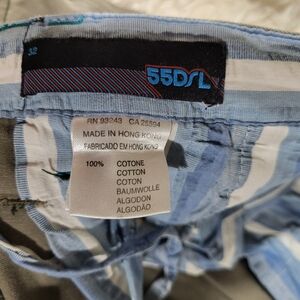 32
55DSL
RN 93243 CA 25594
MADE IN HONG KONG
FABRICADO EM HONG KONG
100% COTONE
COTTON
COTON
BAUMWOLLE
ALGODON
ALGODÃO